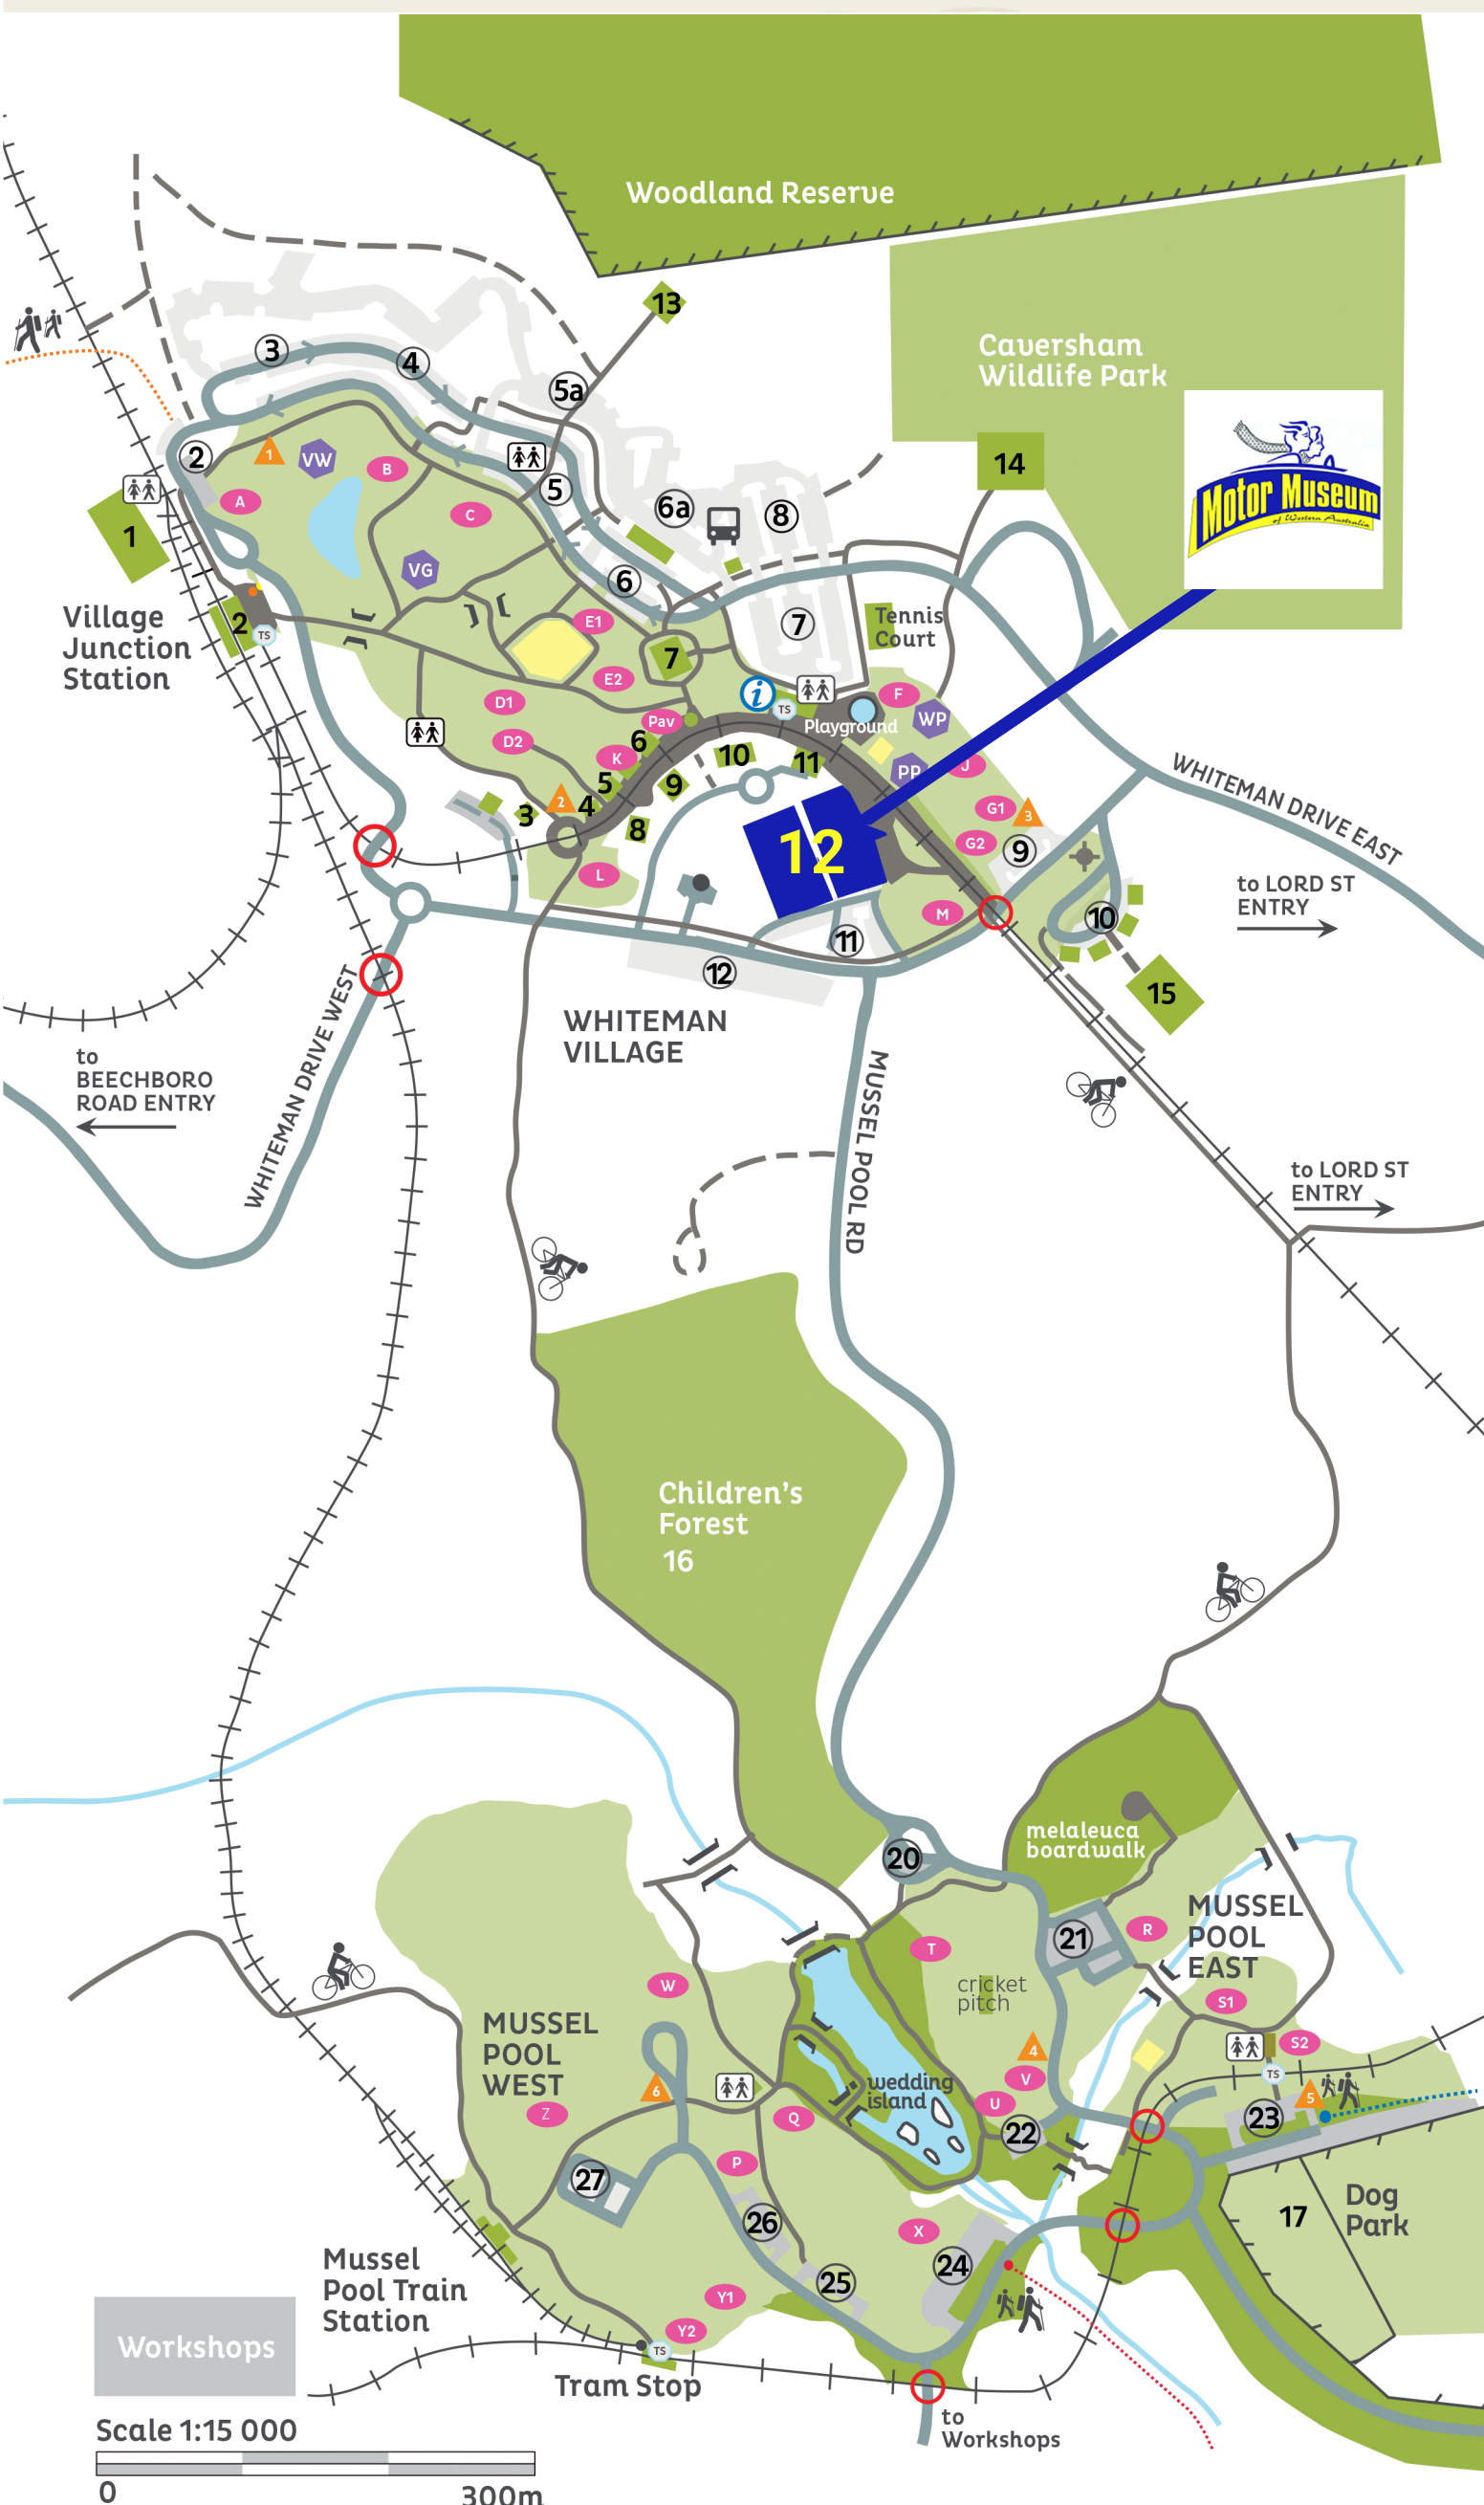 Woodland Reserve
13
Caversham
Wildlife Park
3
4
5a
Motor Museum
of Western Australia
1
VW
B
2
14
A
C
5
6a
8
1
VG
6
E1
7
Tennis
Court
2
TS
Village
Junction
Station
7
E2
i
F
D1
TS
Pav
Playground
WP
D2
6
K
10
11
PP
J
WHITEMAN DRIVE EAST
5
9
2
4
3
G1
3
8
12
G2
9
L
to LORD ST
ENTRY
M
10
11
12
15
WHITEMAN
VILLAGE
WHITEMAN DRIVE WEST
to
BEECHBORO
ROAD ENTRY
MUSSEL POOL RD
to LORD ST
ENTRY
Children's
Forest
16
melaleuca
boardwalk
20
21
R
MUSSEL
POOL
EAST
T
W
cricket
pitch
S1
MUSSEL
POOL
WEST
4
S2
TS
V
6
wedding
island
5
Z
Q
U
22
23
P
27
Dog
Park
17
26
X
24
Mussel
Pool Train
Station
25
Y1
Y2
Workshops
TS
Tram Stop
to
Workshops
Scale 1:15 000
0
300m